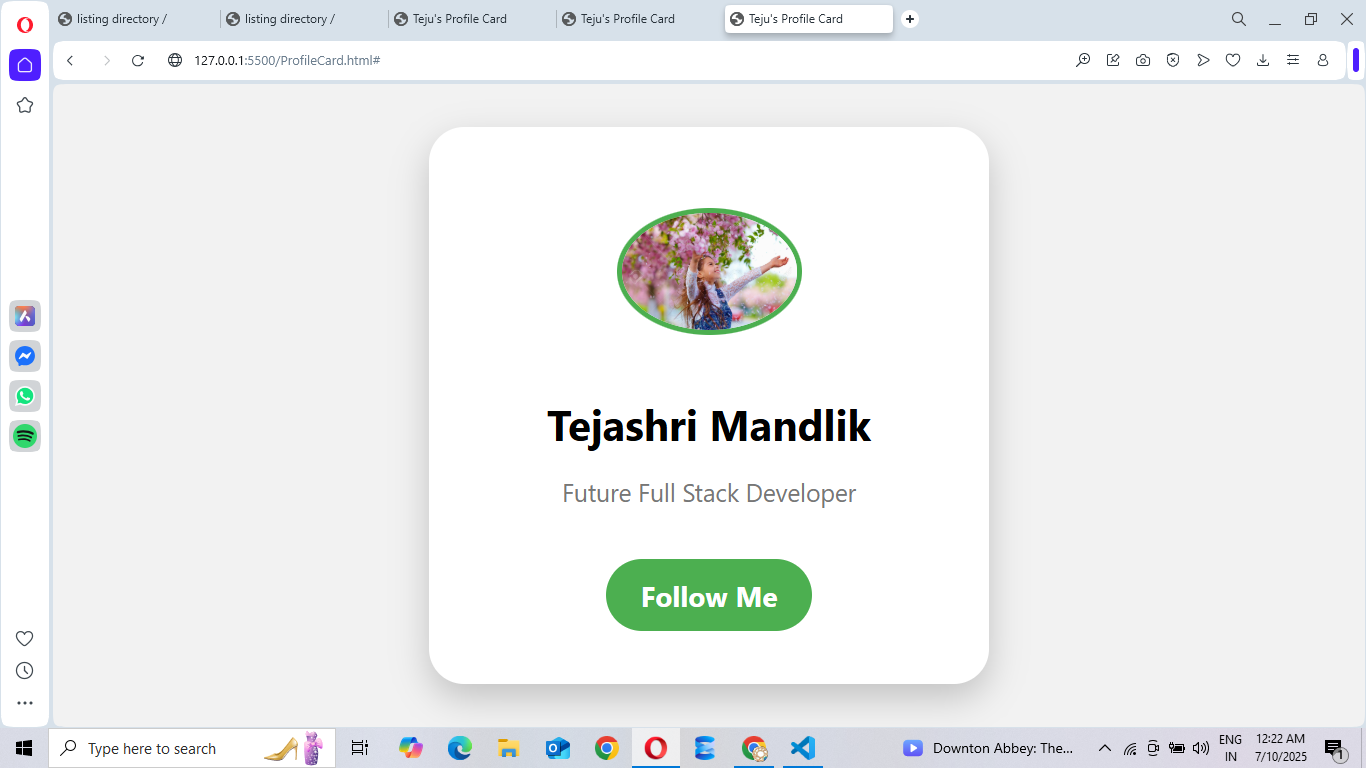 listing directory /
listing directory /
Teju's Profile Card
Teju's Profile Card
Teju's Profile Card
127.0.0.1:5500/ProfileCard.html#
Tejashri Mandlik
Future Full Stack Developer
Follow Me
Type here to search
Downton Abbey: The...
ENG
IN
12:22 AM
7/10/2025
1